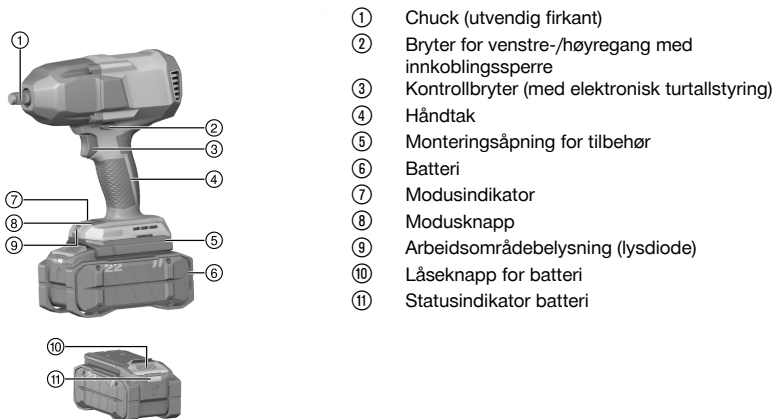 ① Chuck (utvendig firkant)
② Bryter for venstre-/høyregang med
innkoblingssperre
③ Kontrollbryter (med elektronisk turtallstyring)
④ Håndtak
⑤ Monteringsåpning for tilbehør
⑥ Batteri
⑦ Modusindikator
⑧ Modusknapp
⑨ Arbeidsområdebelysning (lysdiode)
⑩ Låseknapp for batteri
⑪ Statusindikator batteri
①
②
③
④
⑦
⑧
⑨
⑤
22
⑥
⑩
⑪